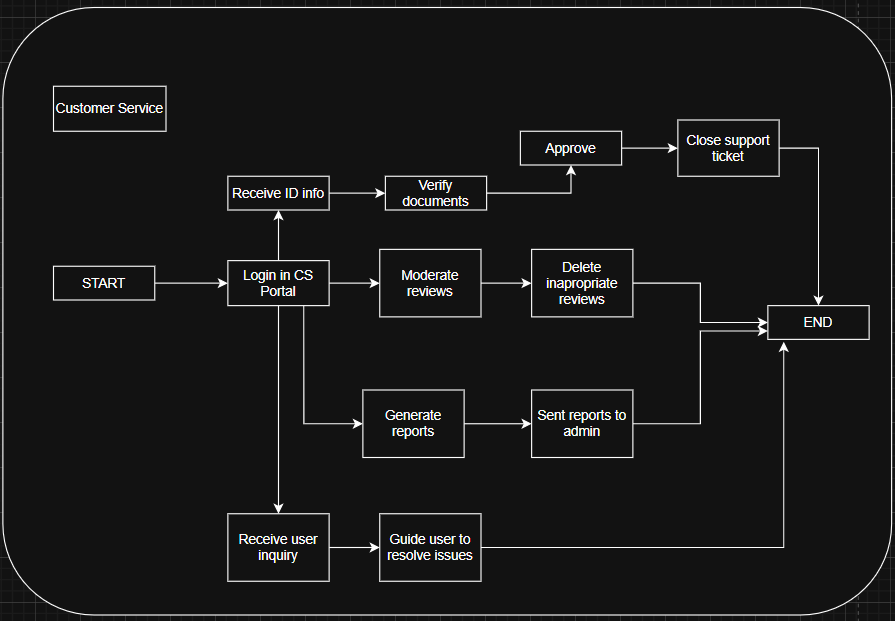 Customer Service
Approve
Close support
ticket
Receive ID info
Verify
documents
START
Login in CS
Portal
Moderate
reviews
Delete
inapropriate
reviews
END
Generate
reports
Sent reports to
admin
Receive user
inquiry
Guide user to
resolve issues